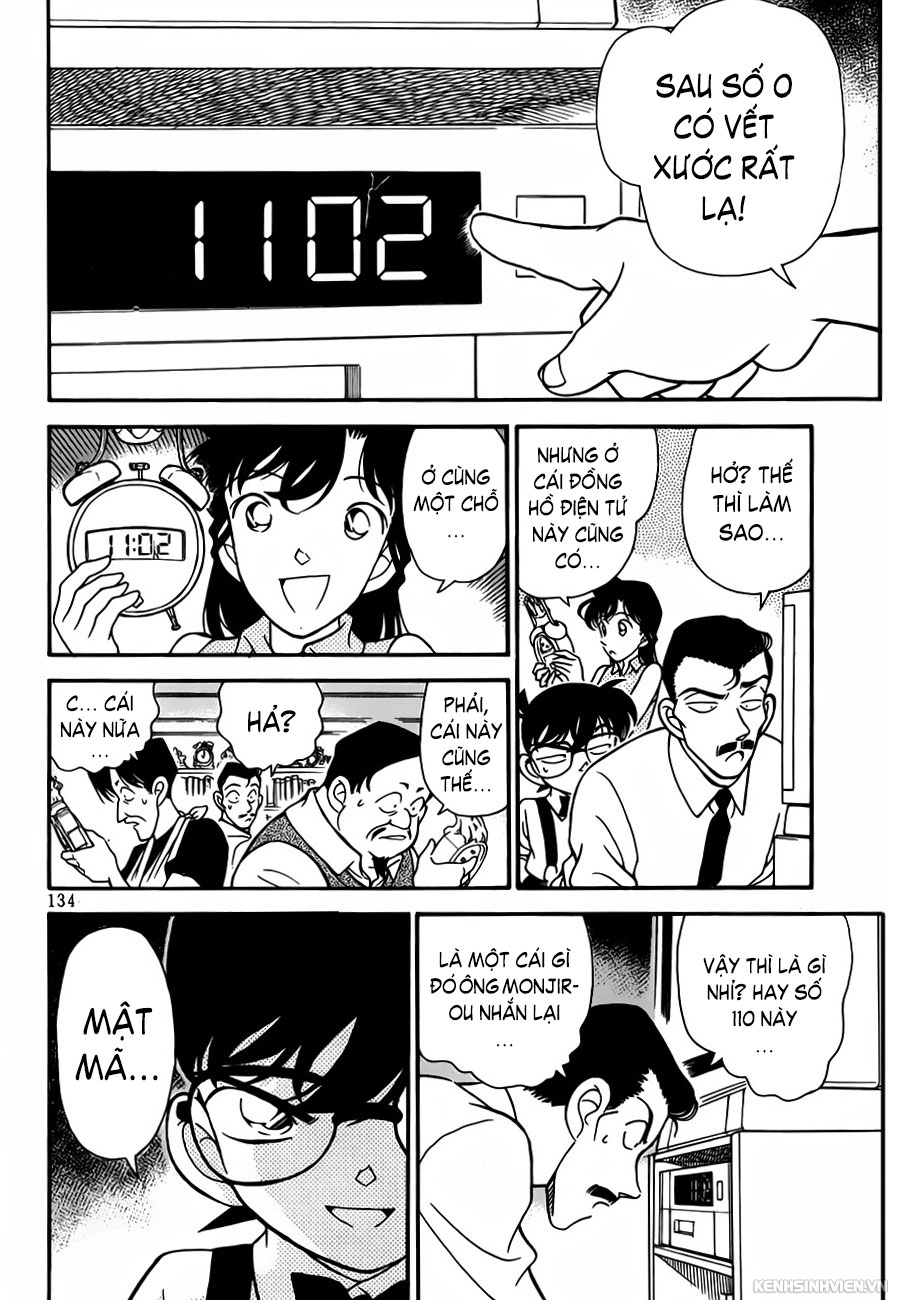 SAU SỐ 0
CÓ VẾT
XƯỚC RẤT
LẠ!
1102
HỞ? THẾ
THÌ LÀM
SAO...
NHƯNG Ở
CÁI ĐỒNG
HỒ ĐIỆN TỬ
NÀY CŨNG
CÓ...
Ở CÙNG
MỘT CHỖ
...
11:02
PHẢI,
CÁI NÀY
CŨNG
THẾ...
HẢ?
C... CÁI
NÀY NỮA
...
134
VẬY THÌ LÀ GÌ
NHỈ? HAY SỐ
110 NÀY
...
LÀ MỘT CÁI GÌ
ĐÓ ÔNG MONJIR-
OU NHẮN LẠI
...
MẬT
MÃ...
KENHSINHVIEN.VN